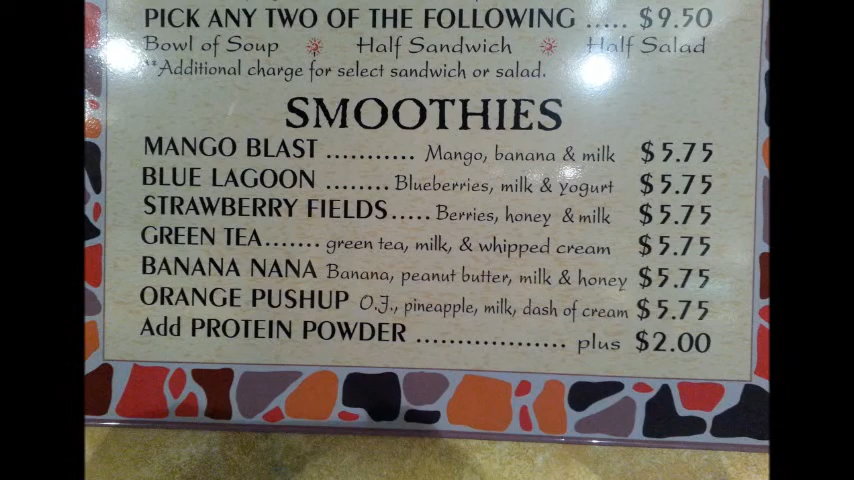 PICK ANY TWO OF THE FOLLOWING ..... $9.50
Bowl of Soup Half Sandwich Half Salad
**Additional charge for select sandwich or salad.
SMOOTHIES
MANGO BLAST ........... Mango, banana & milk $5.75
BLUE LAGOON ........ Blueberries, milk & yogurt $5.75
STRAWBERRY FIELDS..... Berries, honey & milk $5.75
GREEN TEA....... green tea, milk, & whipped cream $5.75
BANANA NANA Banana, peanut butter, milk & honey $5.75
ORANGE PUSHUP O.J., pineapple, milk, dash of cream $5.75
Add PROTEIN POWDER .................. plus $2.00